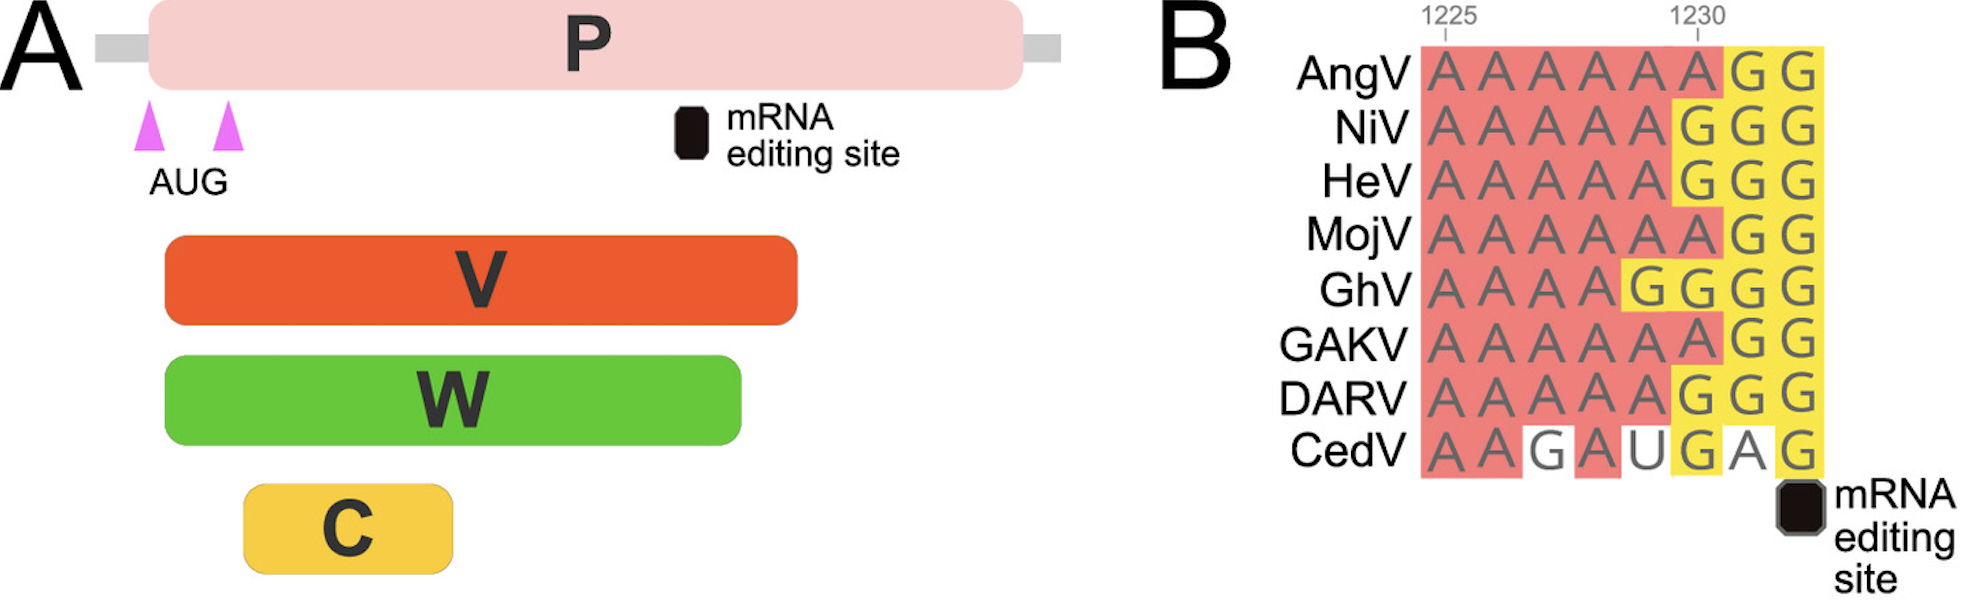 A
P
mRNA
editing site
AUG
V
W
C
B
1225 1230
AngV A A A A A A G G
NiV A A A A A G G G
HeV A A A A A G G G
MojV A A A A A A G G
GhV A A A A G G G G
GAKV A A A A A A G G
DARV A A A A A G G G
CedV A A G A U G A G
mRNA
editing
site